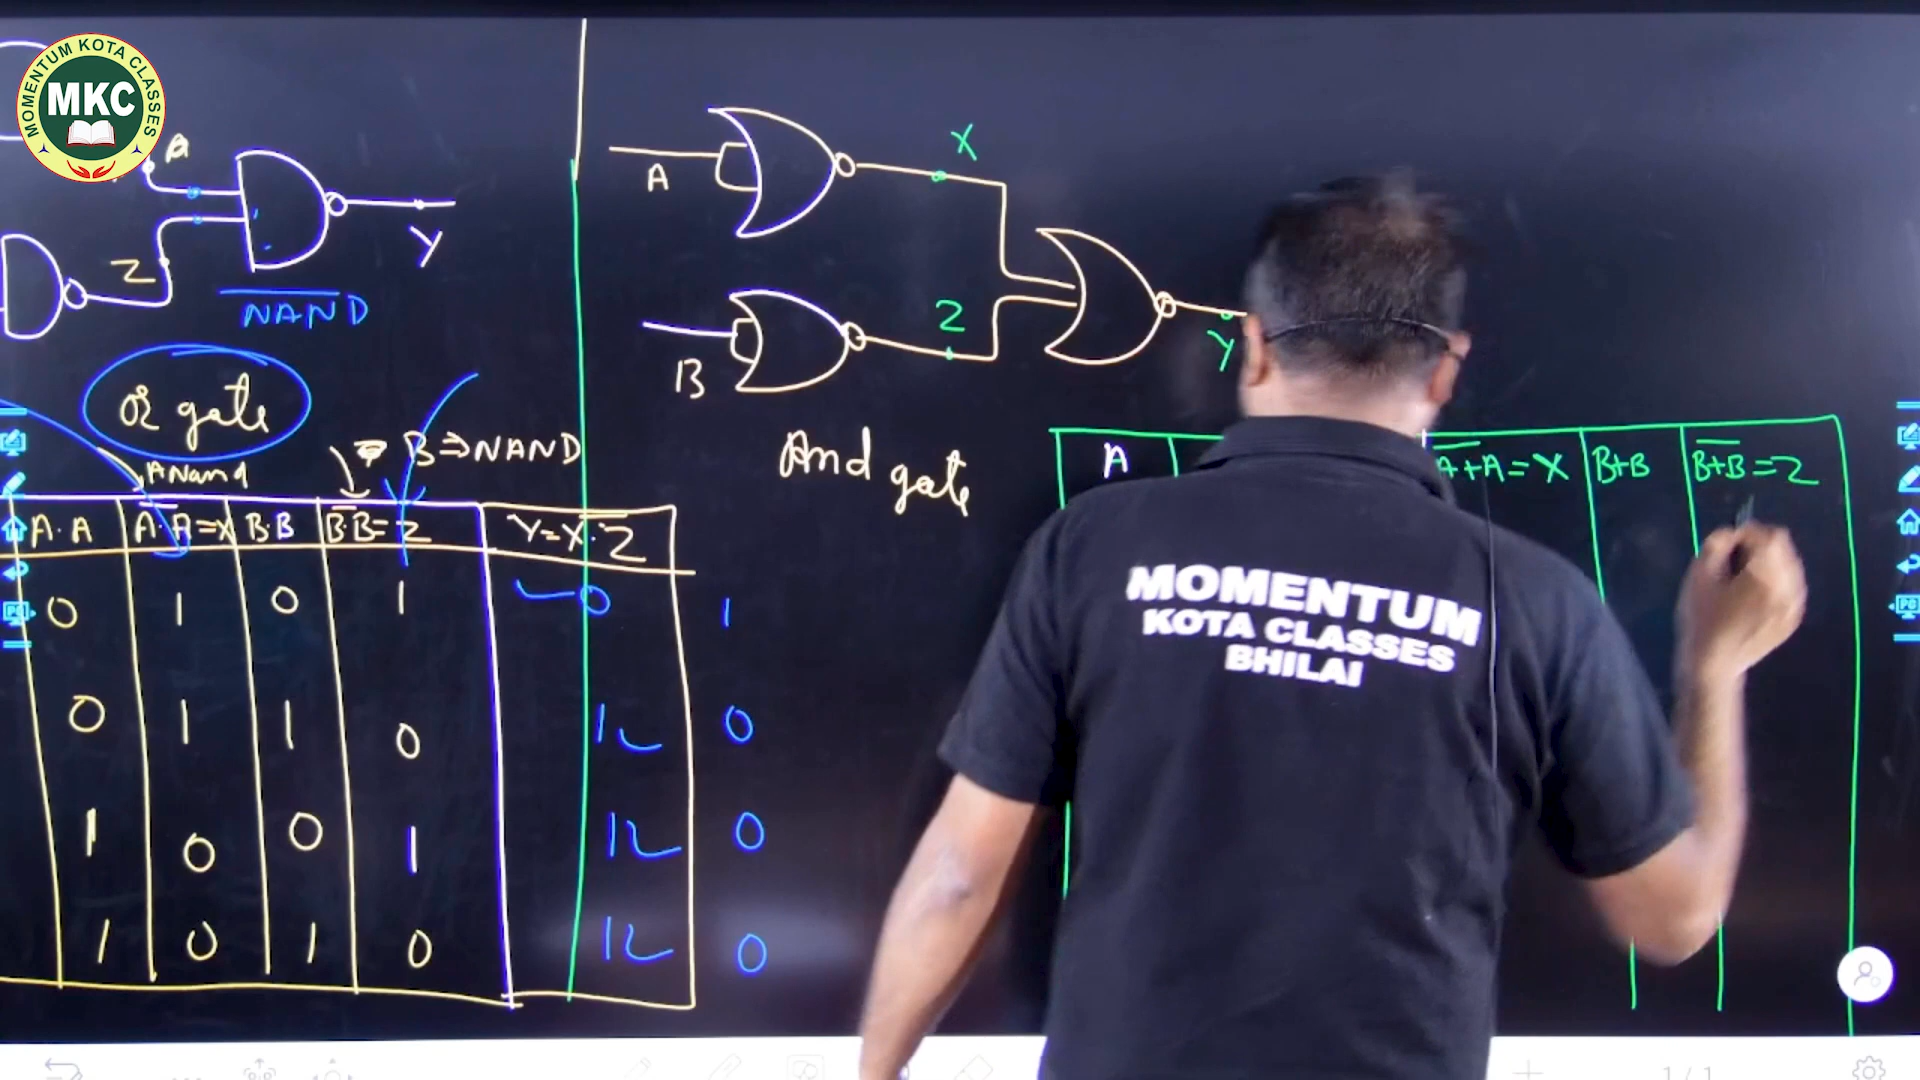 MOMENTUM KOTA CLASSES
MKC
A
Z
Y
NAND
or gate
A Nand
B ⇒ NAND
A·A | A̅·̅A̅ = X | B·B | B̅·̅B̅ = Z | Y = X̅·̅Z̅
0 1 0 1 0 1
0 1 1 0 1 0
1 0 0 1 1 0
1 0 1 0 1 0
A
X
B
Z
Y
And gate
A | A̅+̅A̅ = X | B+B | B̅+̅B̅ = Z
MOMENTUM
KOTA CLASSES
BHILAI
1 / 1